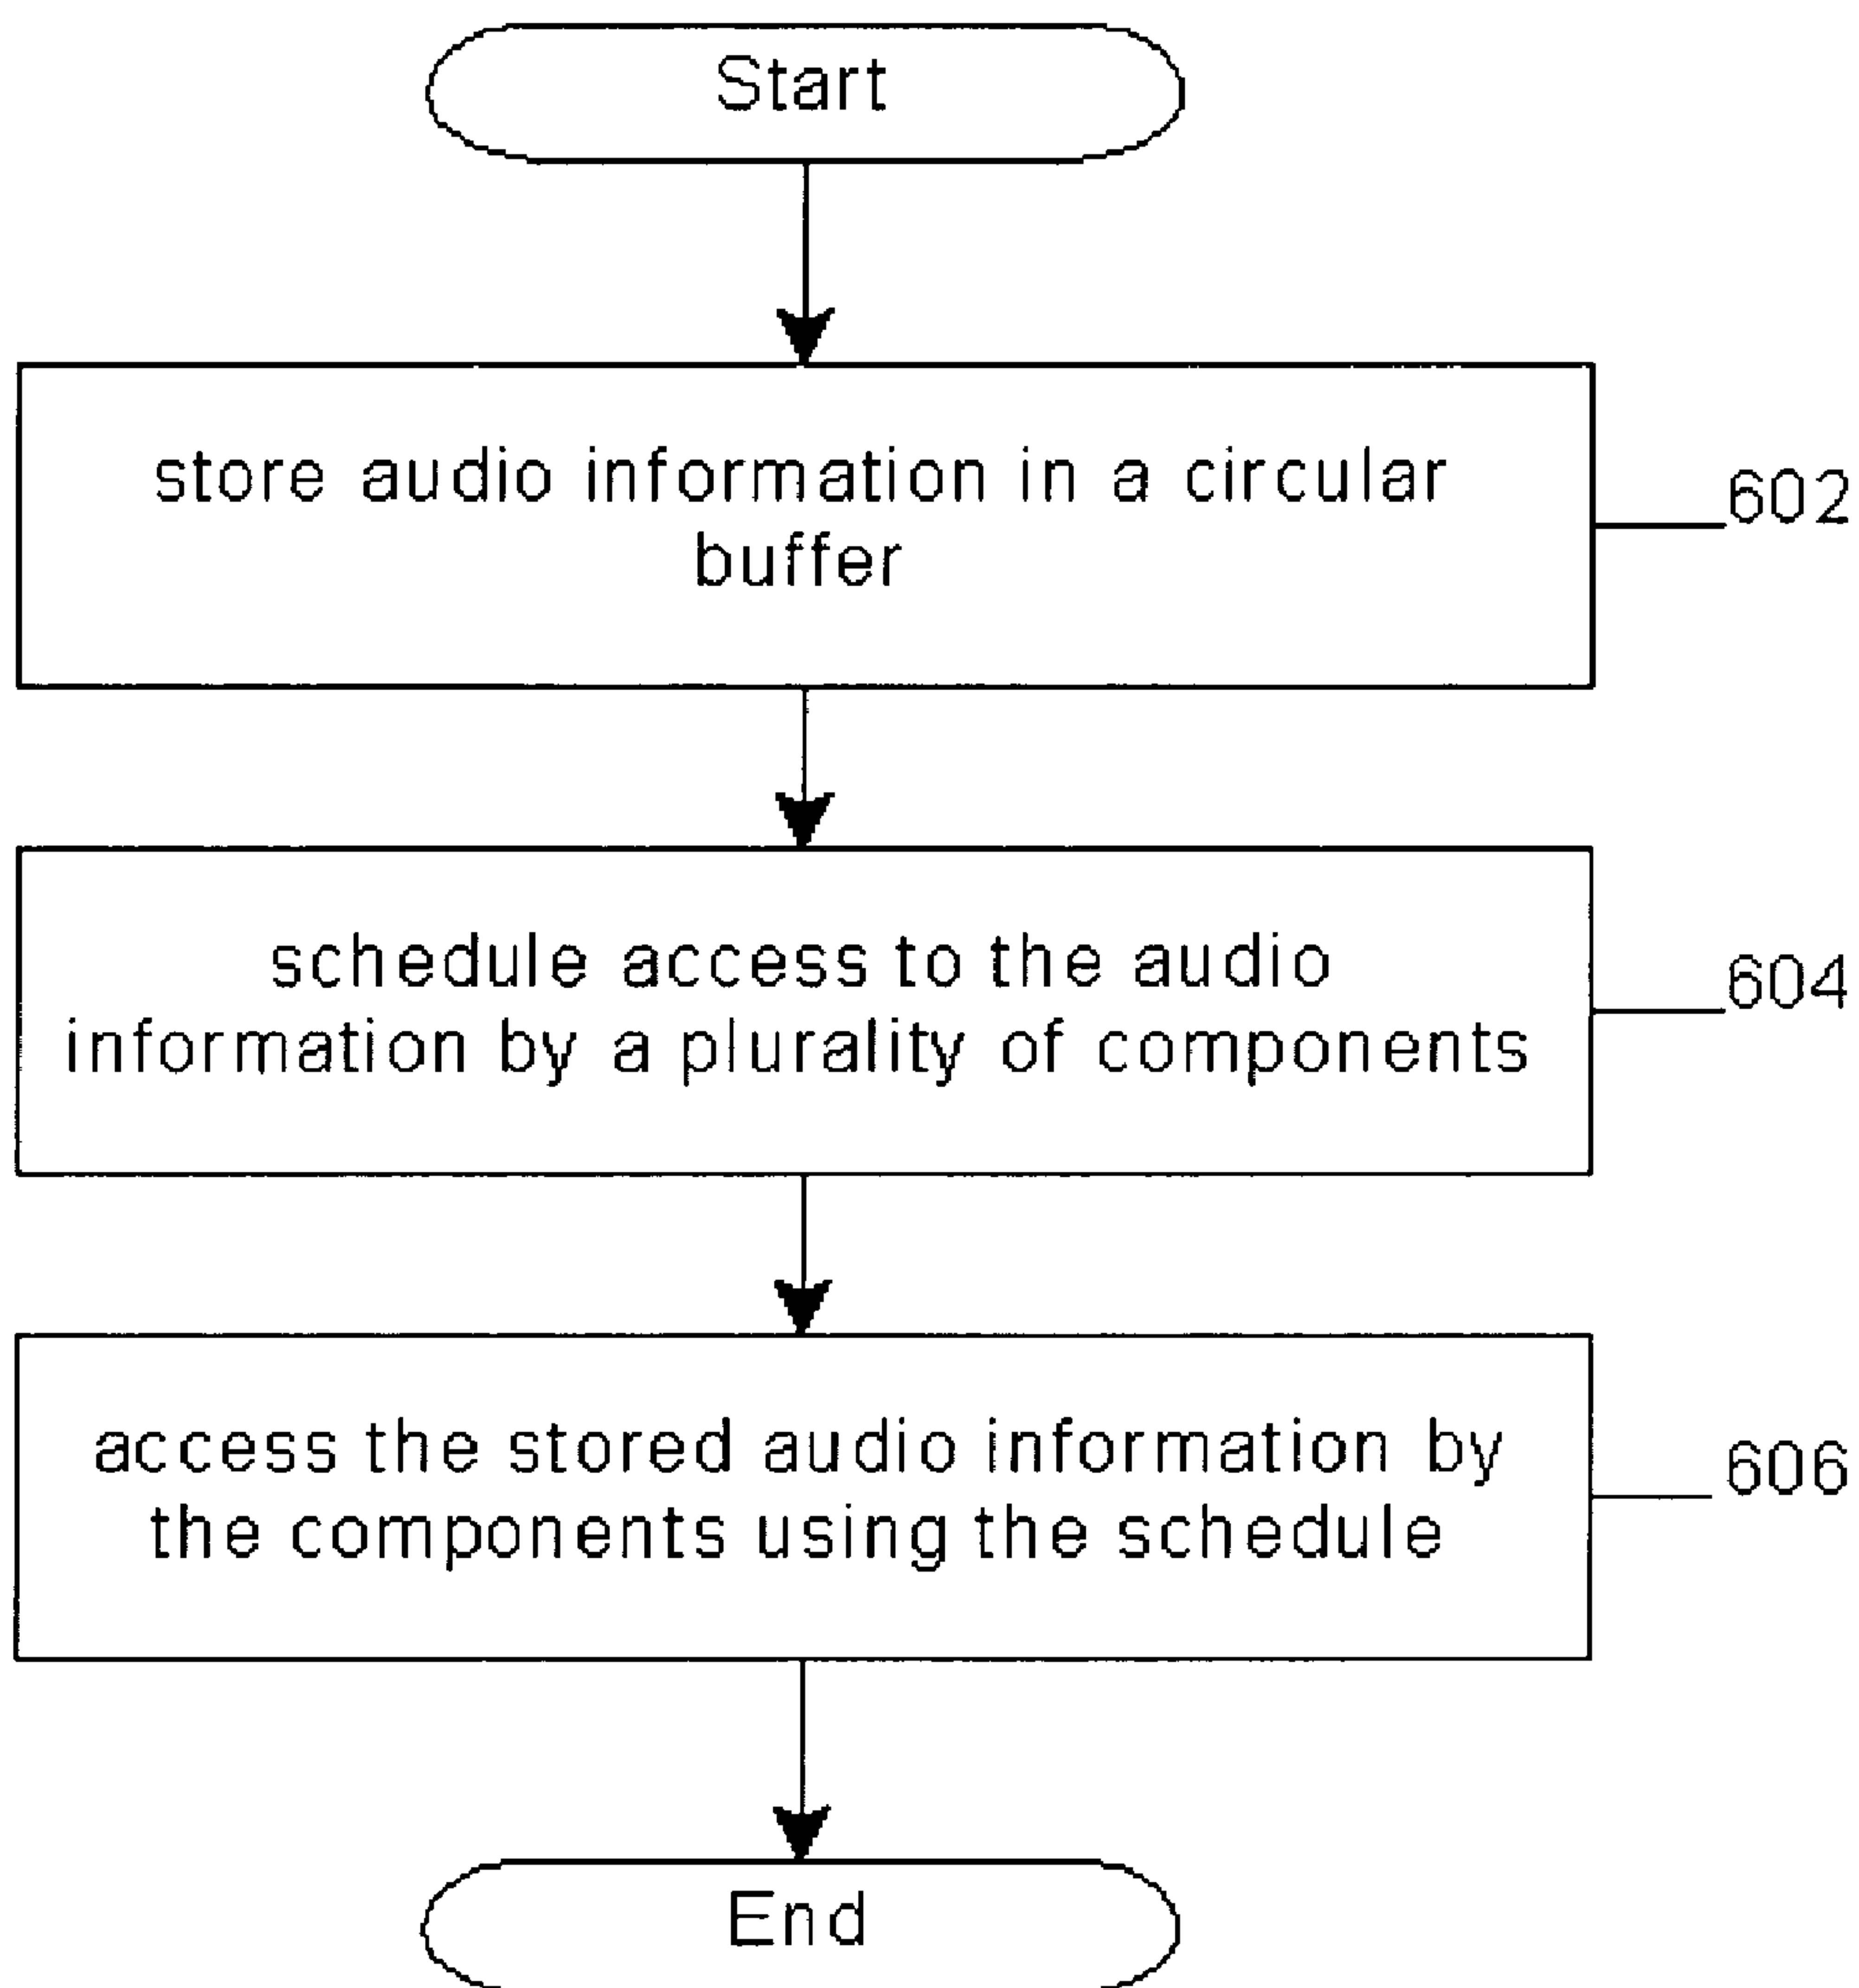 Start
store audio information in a circular
buffer
602
schedule access to the audio
information by a plurality of components
604
access the stored audio information by
the components using the schedule
606
End